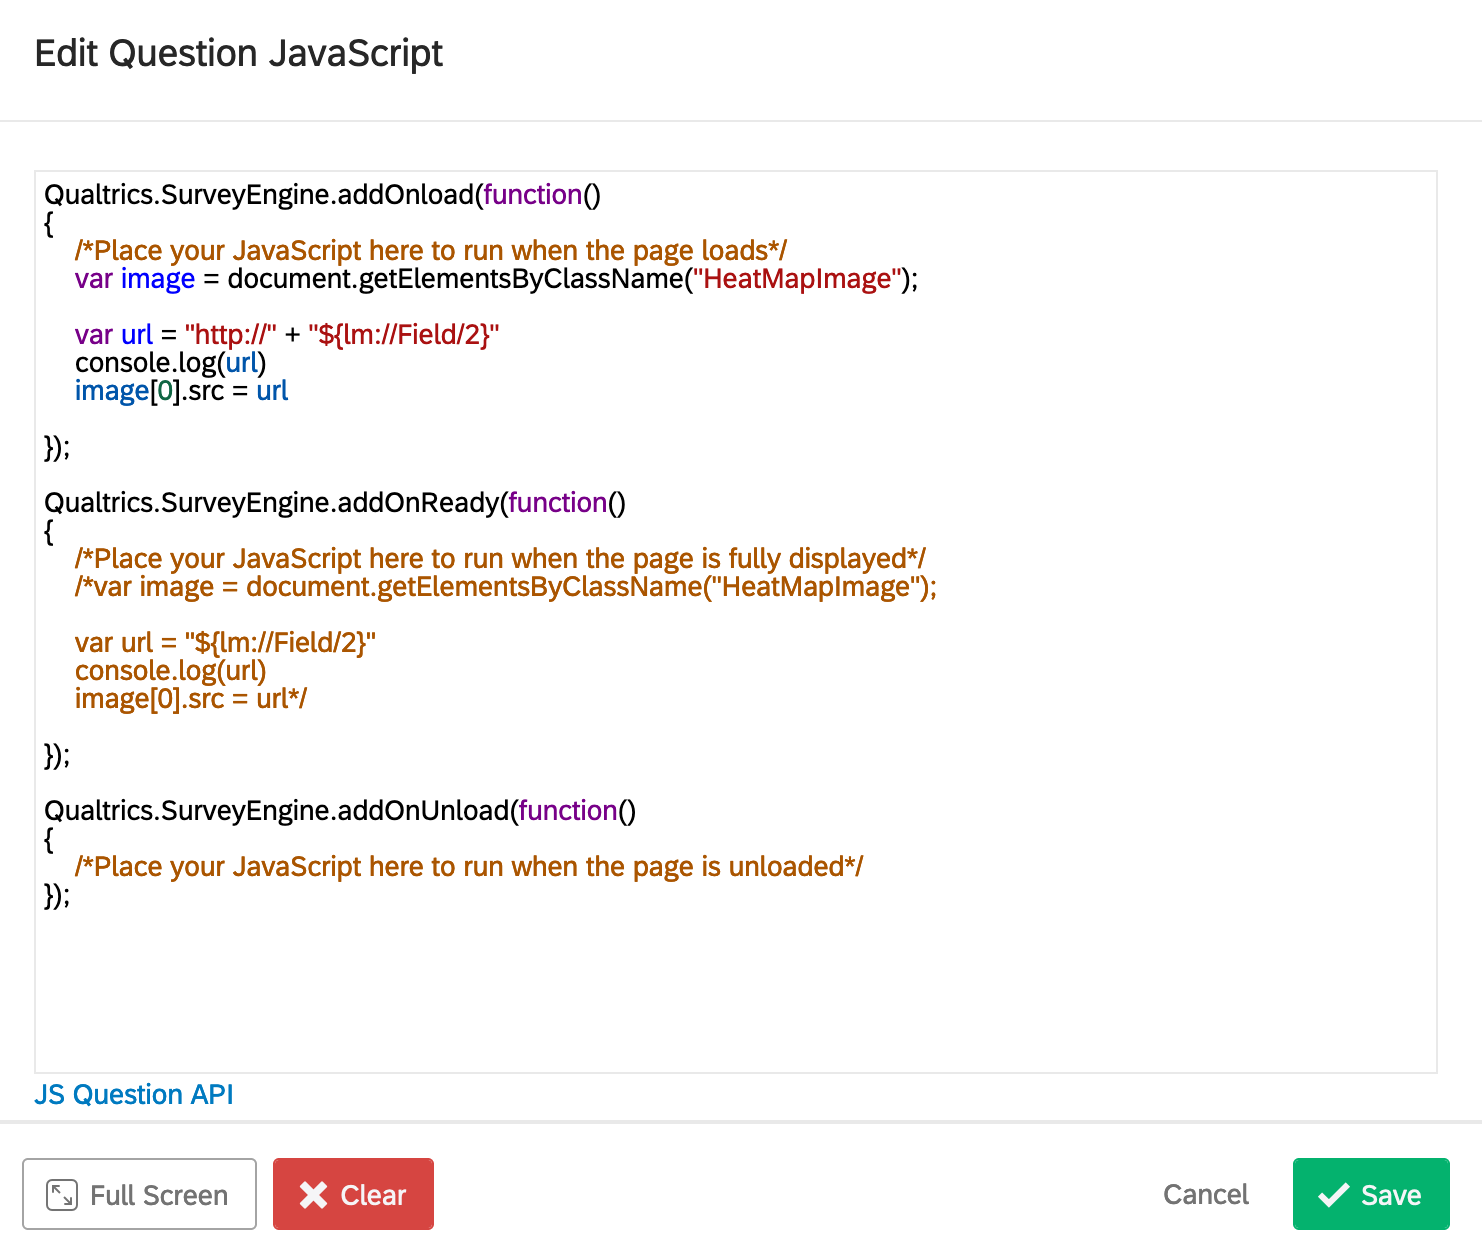 Edit Question JavaScript
Qualtrics.SurveyEngine.addOnload(function()
{
/*Place your JavaScript here to run when the page loads*/
var image = document.getElementsByClassName("HeatMapImage");
var url = "http://" + "${lm://Field/2}"
console.log(url)
image[0].src = url
});
Qualtrics.SurveyEngine.addOnReady(function()
{
/*Place your JavaScript here to run when the page is fully displayed*/
/*var image = document.getElementsByClassName("HeatMapImage");
var url = "${lm://Field/2}"
console.log(url)
image[0].src = url*/
});
Qualtrics.SurveyEngine.addOnUnload(function()
{
/*Place your JavaScript here to run when the page is unloaded*/
});
JS Question API
Full Screen Clear Cancel Save